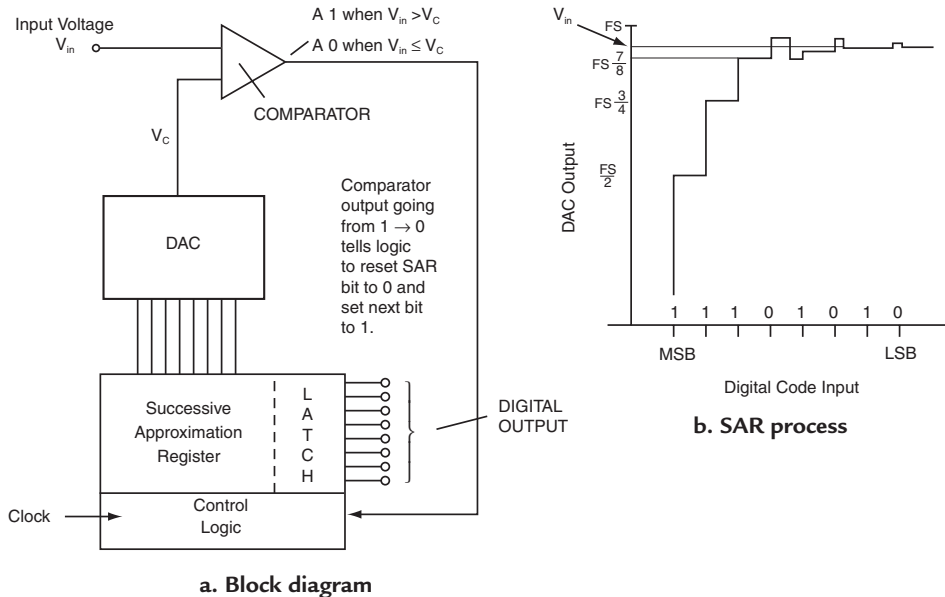 Input Voltage
V_in
A 1 when V_in >V_C
A 0 when V_in ≤ V_C
COMPARATOR
V_C
Comparator
output going
from 1 → 0
tells logic
to reset SAR
bit to 0 and
set next bit
to 1.
DAC
Successive
Approximation
Register
L
A
T
C
H
DIGITAL
OUTPUT
Control
Logic
Clock
a. Block diagram
V_in
FS
FS 7/8
FS 3/4
FS/2
DAC Output
1 1 1 0 1 0 1 0
MSB
LSB
Digital Code Input
b. SAR process